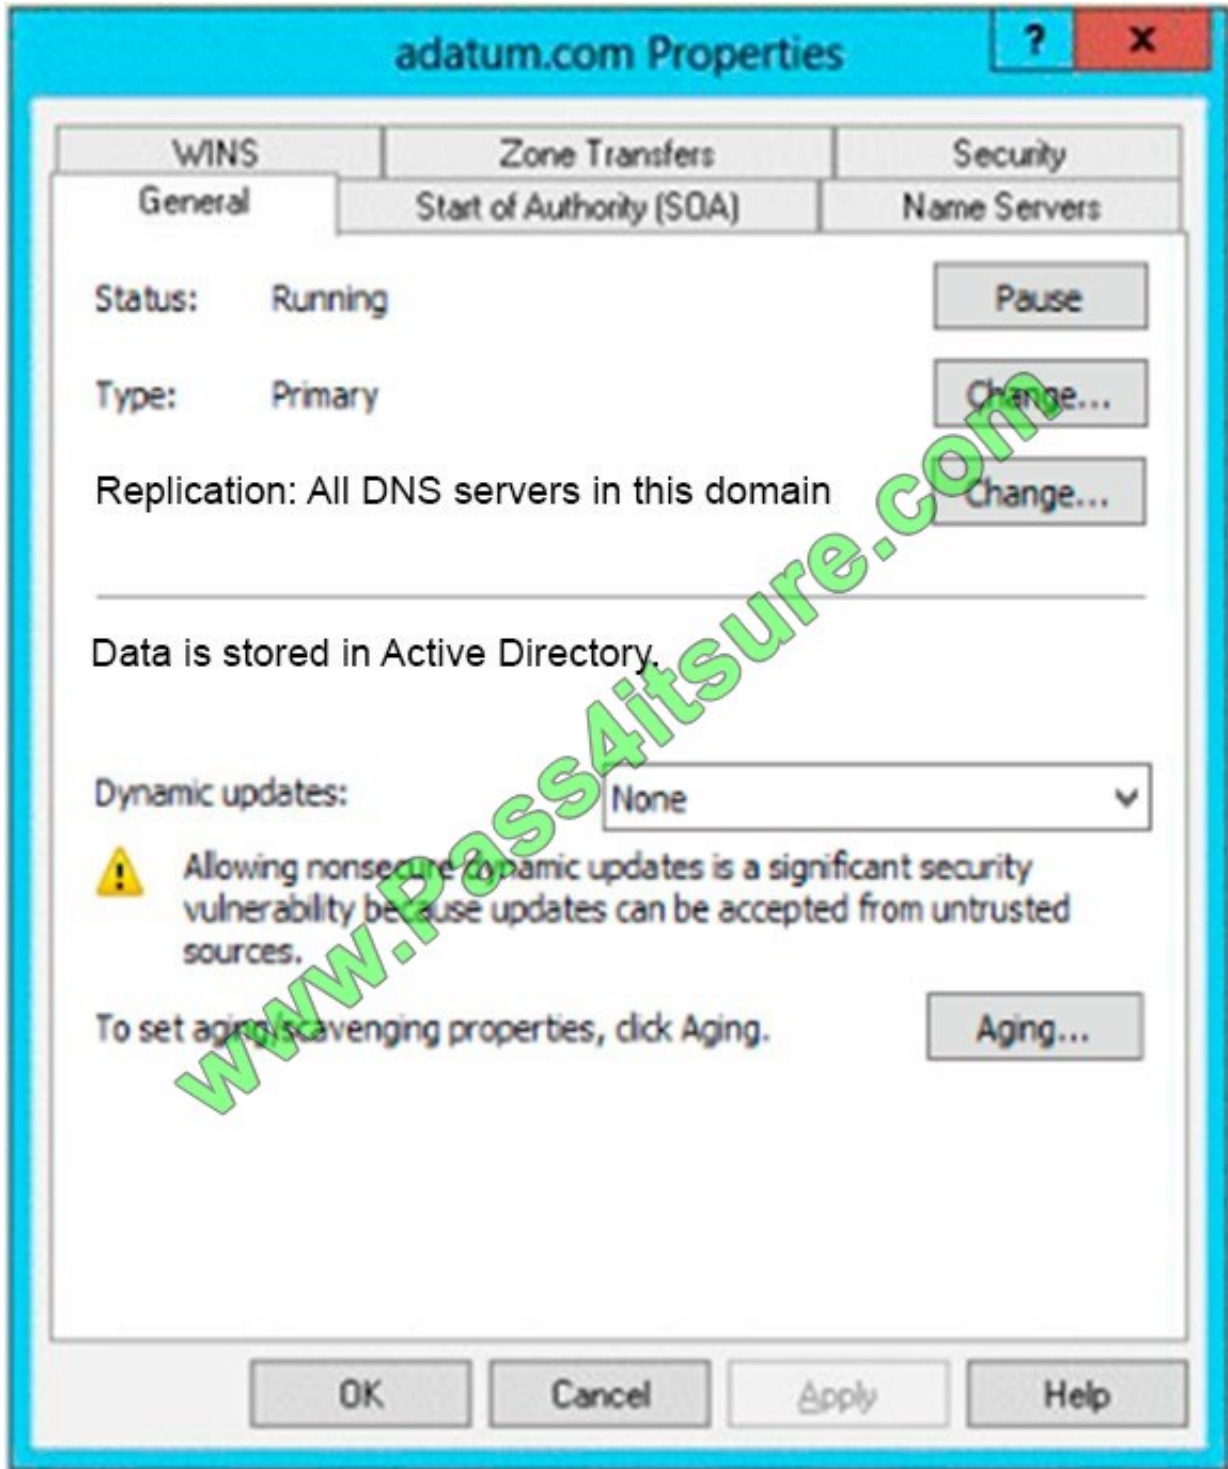 adatum.com Properties
?
x
WINS
Zone Transfers
Security
General
Start of Authority (SOA)
Name Servers
Status:
Running
Pause
Type:
Primary
Change...
Replication: All DNS servers in this domain
Change...
Data is stored in Active Directory.
Dynamic updates:
None
Allowing nonsecure dynamic updates is a significant security
vulnerability because updates can be accepted from untrusted
sources.
To set aging/scavenging properties, click Aging.
Aging...
OK
Cancel
Apply
Help
www.Pass4itsure.com